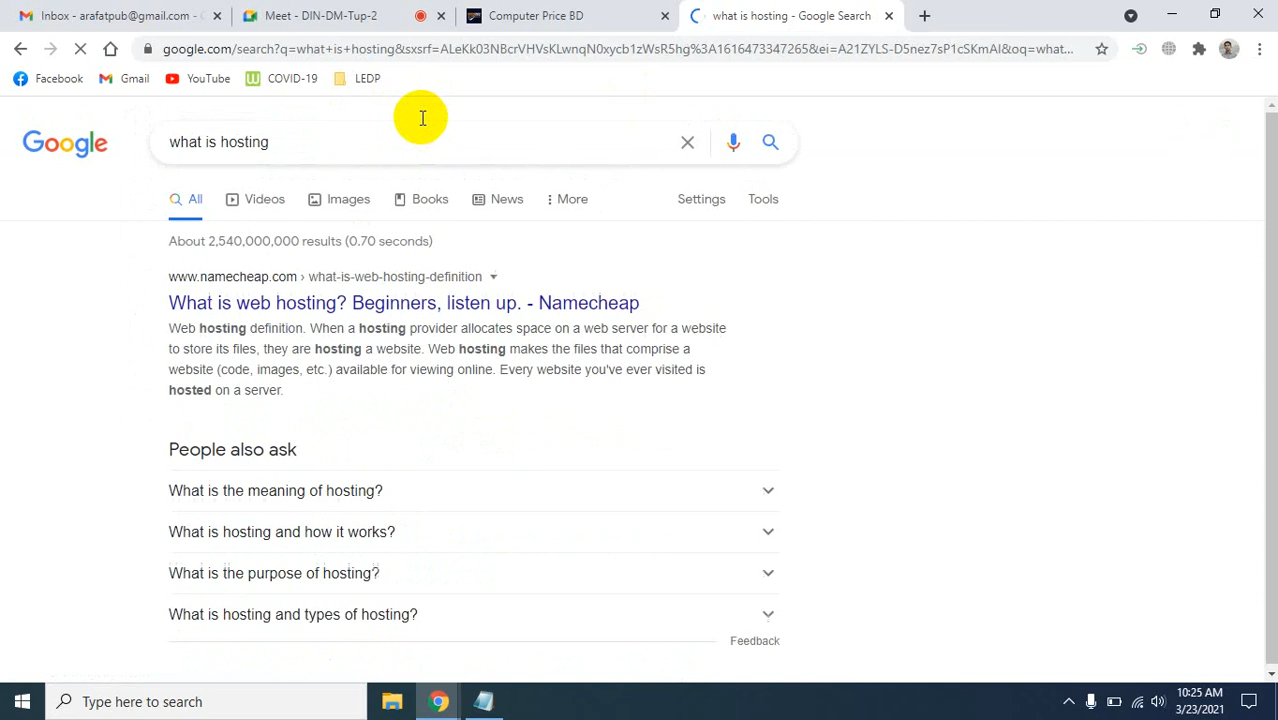 Inbox - arafatpub@gmail.com -
Meet - DIN-DM-Tup-2
Computer Price BD
what is hosting - Google Search
google.com/search?q=what+is+hosting&sxsrf=ALeKk03NBcrVHVsKLwnqN0xycb1zWsR5hg%3A1616473347265&ei=A21ZYLS-D5nez7sP1cSKmAI&oq=what...
Facebook
Gmail
YouTube
COVID-19
LEDP
Google
what is hosting
All
Videos
Images
Books
News
More
Settings
Tools
About 2,540,000,000 results (0.70 seconds)
www.namecheap.com › what-is-web-hosting-definition
What is web hosting? Beginners, listen up. - Namecheap
Web hosting definition. When a hosting provider allocates space on a web server for a website
to store its files, they are hosting a website. Web hosting makes the files that comprise a
website (code, images, etc.) available for viewing online. Every website you've ever visited is
hosted on a server.
People also ask
What is the meaning of hosting?
What is hosting and how it works?
What is the purpose of hosting?
What is hosting and types of hosting?
Feedback
Type here to search
10:25 AM
3/23/2021